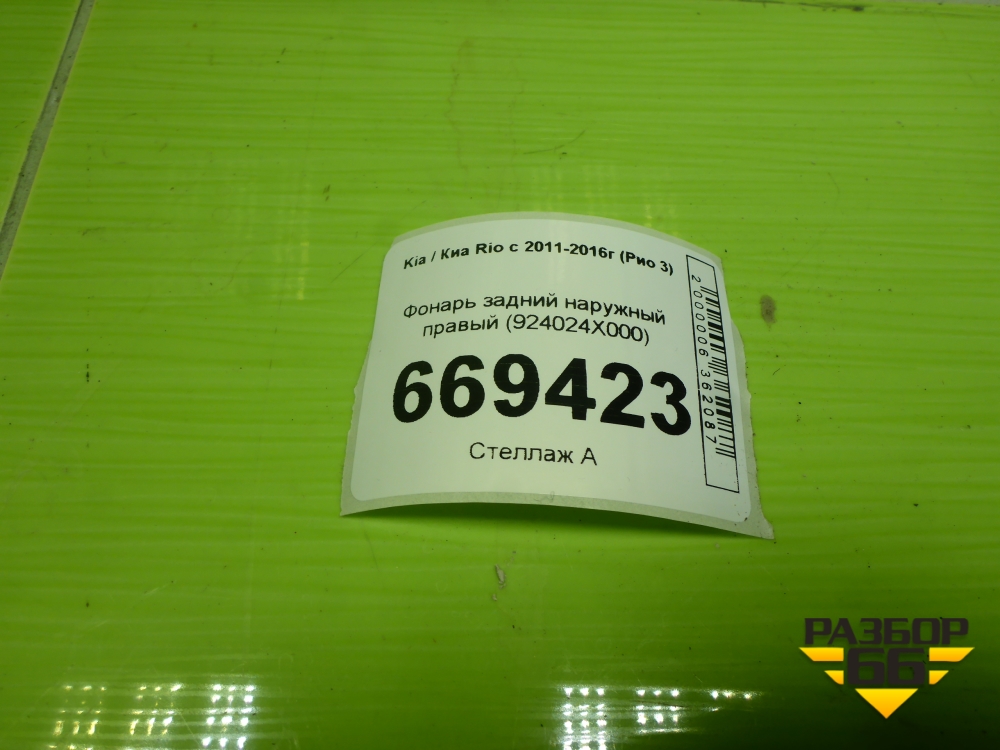 Kia / Киа Rio с 2011-2016г (Рио 3)
Фонарь задний наружный
правый (924024X000)
669423
Стеллаж А
2000006362087
РАЗБОР
66